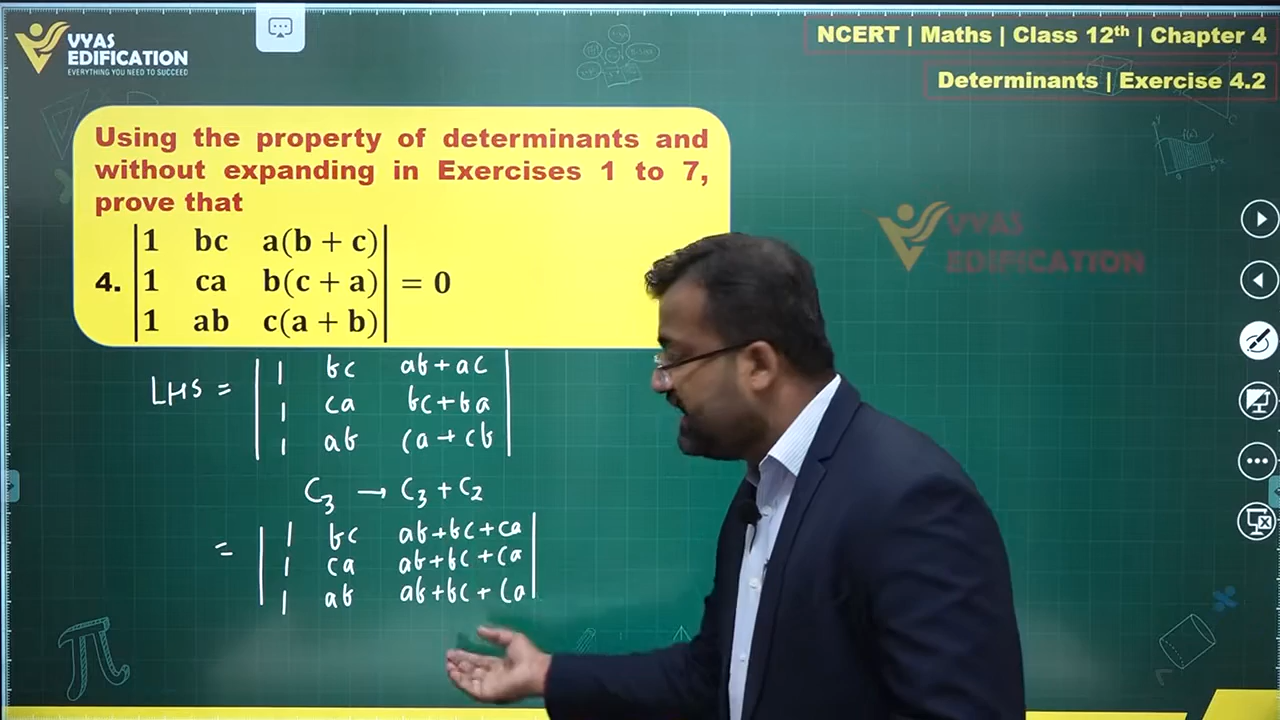 VYAS
EDIFICATION
EVERYTHING YOU NEED TO SUCCEED
NCERT | Maths | Class 12th | Chapter 4
Determinants | Exercise 4.2
Using the property of determinants and
without expanding in Exercises 1 to 7,
prove that
|1 bc a(b + c)|
4. |1 ca b(c + a)| = 0
|1 ab c(a + b)|
VYAS
EDIFICATION
| 1 bc ab+ac |
LHS = | 1 ca bc+ba |
| 1 ab ca+cb |
C₃ → C₃ + C₂
| 1 bc ab+bc+ca |
= | 1 ca ab+bc+ca |
| 1 ab ab+bc+ca |
π